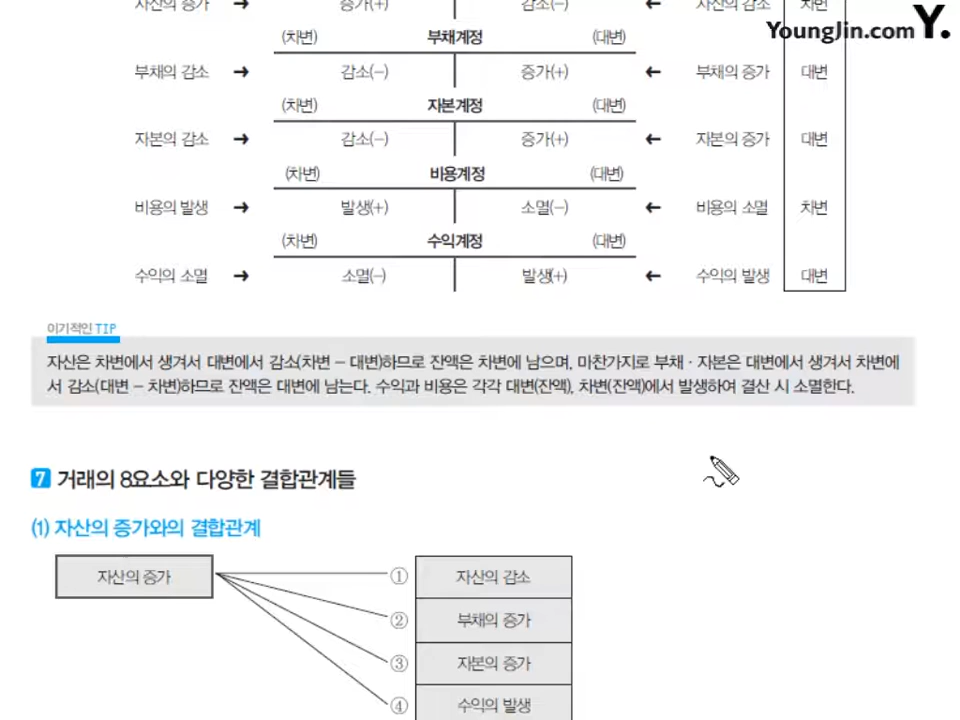 자산의 증가 → 증가(+) 감소(-) ← 자산의 감소 차변
YoungJin.com Y.
(차변) 부채계정 (대변)
부채의 감소 → 감소(-) 증가(+) ← 부채의 증가 대변
(차변) 자본계정 (대변)
자본의 감소 → 감소(-) 증가(+) ← 자본의 증가 대변
(차변) 비용계정 (대변)
비용의 발생 → 발생(+) 소멸(-) ← 비용의 소멸 차변
(차변) 수익계정 (대변)
수익의 소멸 → 소멸(-) 발생(+) ← 수익의 발생 대변
이기적인 TIP
자산은 차변에서 생겨서 대변에서 감소(차변 – 대변)하므로 잔액은 차변에 남으며, 마찬가지로 부채 · 자본은 대변에서 생겨서 차변에
서 감소(대변 – 차변)하므로 잔액은 대변에 남는다. 수익과 비용은 각각 대변(잔액), 차변(잔액)에서 발생하여 결산 시 소멸한다.
7 거래의 8요소와 다양한 결합관계들
(1) 자산의 증가와의 결합관계
자산의 증가 ① 자산의 감소
② 부채의 증가
③ 자본의 증가
④ 수익의 발생